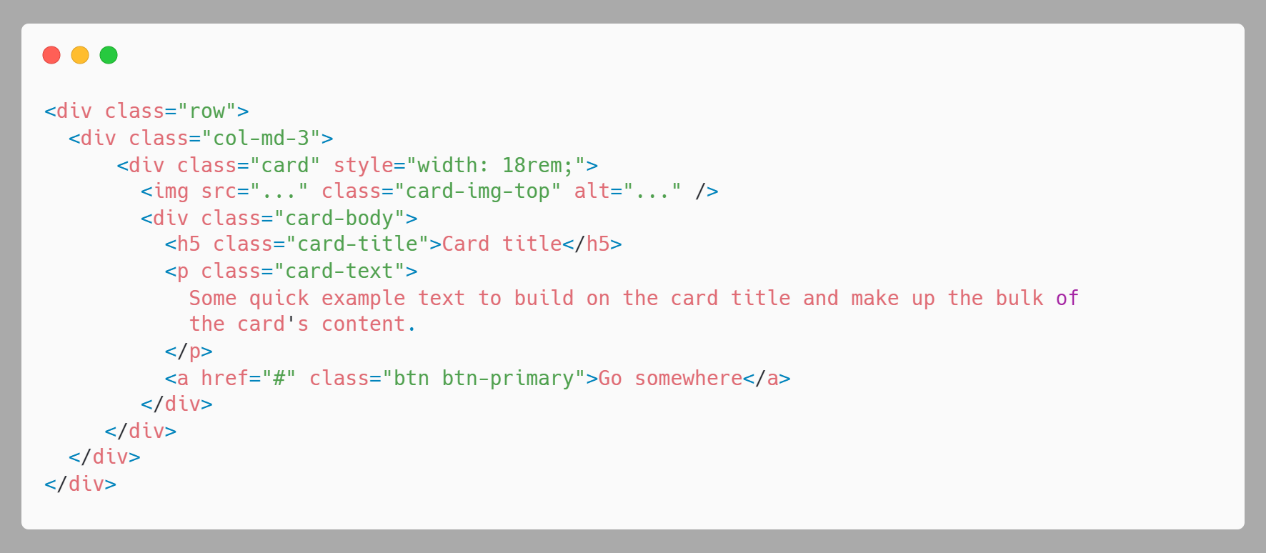 <div class="row">
  <div class="col-md-3">
      <div class="card" style="width: 18rem;">
        <img src="..." class="card-img-top" alt="..." />
        <div class="card-body">
          <h5 class="card-title">Card title</h5>
          <p class="card-text">
            Some quick example text to build on the card title and make up the bulk of
            the card's content.
          </p>
          <a href="#" class="btn btn-primary">Go somewhere</a>
        </div>
     </div>
  </div>
</div>